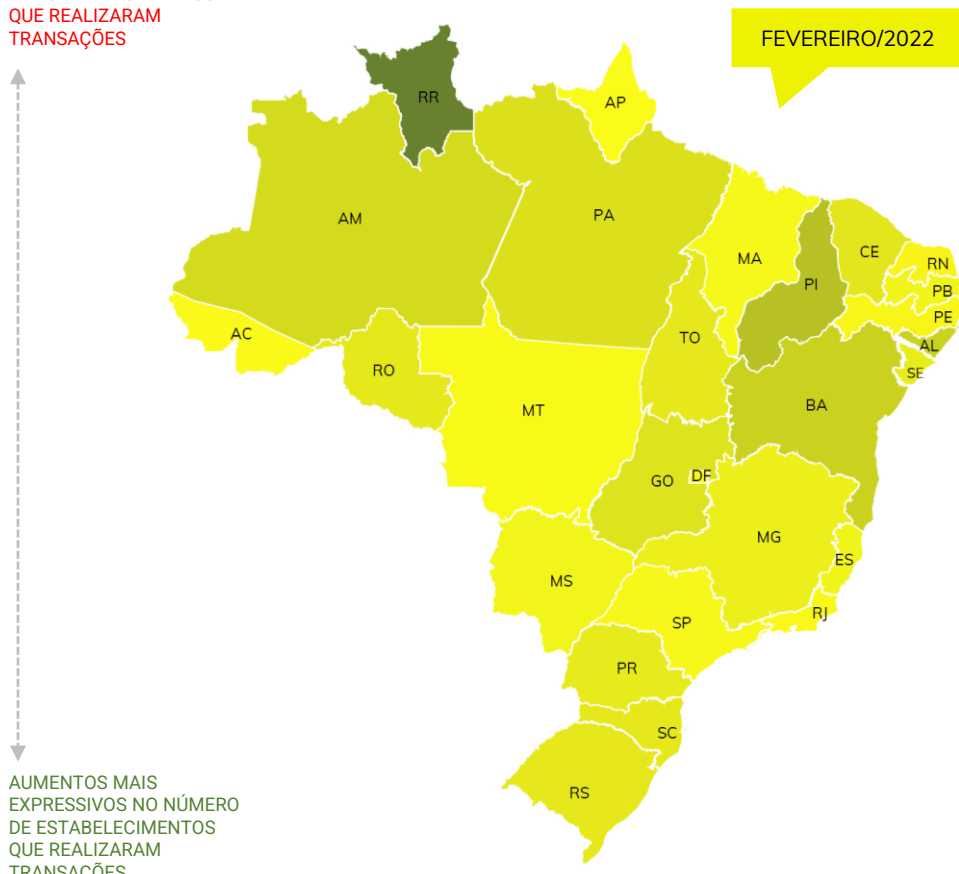 QUE REALIZARAM
TRANSAÇÕES
FEVEREIRO/2022
RR
AP
AM
PA
MA
CE
RN
PI
PB
PE
AC
TO
AL
RO
SE
MT
BA
GO
DF
MG
MS
ES
SP
RJ
PR
SC
RS
AUMENTOS MAIS
EXPRESSIVOS NO NÚMERO
DE ESTABELECIMENTOS
QUE REALIZARAM
TRANSAÇÕES